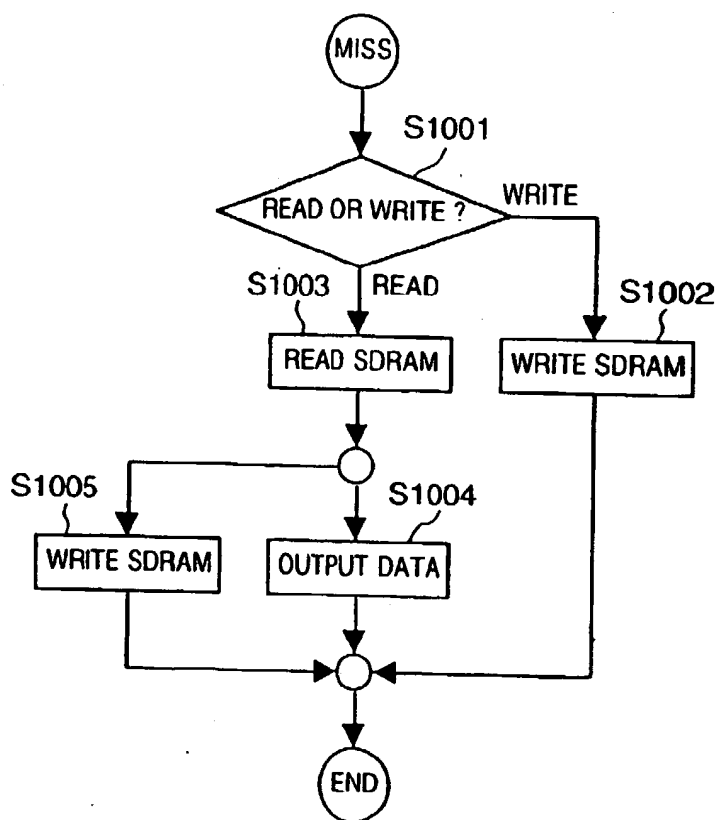 MISS
S1001
READ OR WRITE ?
WRITE
READ
S1003
S1002
READ SDRAM
WRITE SDRAM
S1005
S1004
WRITE SDRAM
OUTPUT DATA
END